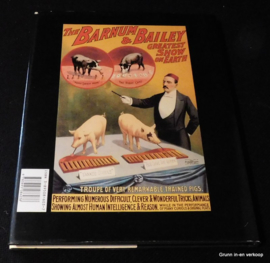 THE BARNUM & BAILEY
GREATEST
SHOW
ON EARTH
TROUPE OF VERY REMARKABLE TRAINED PIGS.
PERFORMING NUMEROUS DIFFICULT, CLEVER & WONDERFUL TRICKS, ANIMALS
SHOWING ALMOST HUMAN INTELLIGENCE & REASON.
Grunn in-en verkoop